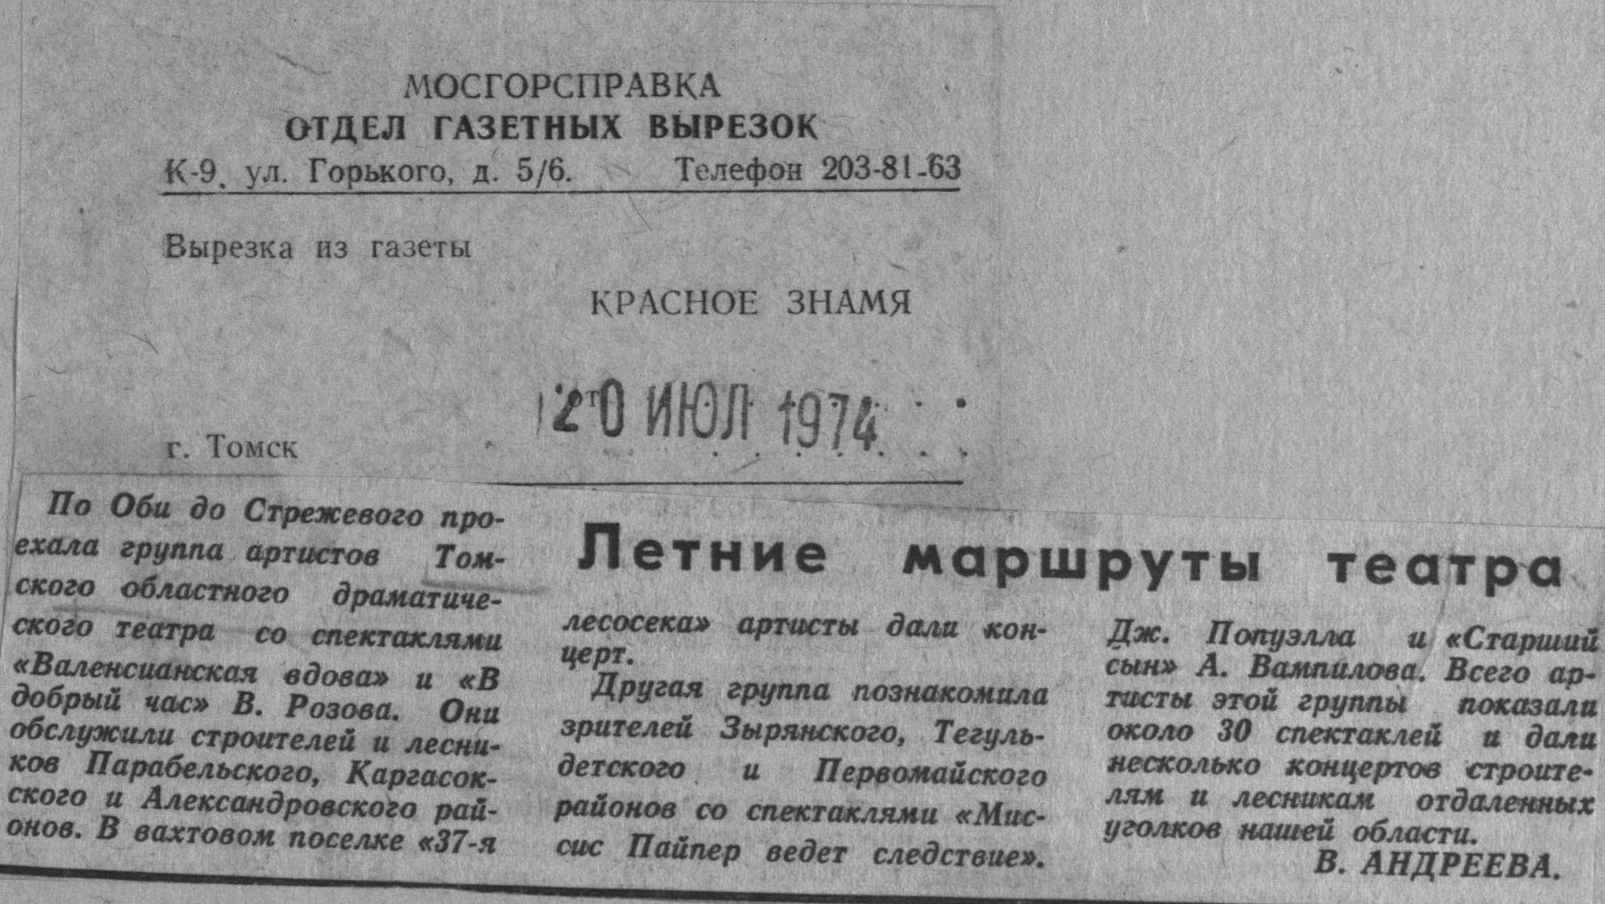 МОСГОРСПРАВКА
ОТДЕЛ ГАЗЕТНЫХ ВЫРЕЗОК
К-9, ул. Горького, д. 5/6. Телефон 203-81-63
Вырезка из газеты
КРАСНОЕ ЗНАМЯ
от 20 ИЮЛ 1974
г. Томск
Летние маршруты театра
По Оби до Стрежевого про-
ехала группа артистов Том-
ского областного драматиче-
ского театра со спектаклями
«Валенсианская вдова» и «В
добрый час» В. Розова. Они
обслужили строителей и лесни-
ков Парабельского, Каргасок-
ского и Александровского рай-
онов. В вахтовом поселке «37-я
лесосека» артисты дали кон-
церт.
Другая группа познакомила
зрителей Зырянского, Тегуль-
детского и Первомайского
районов со спектаклями «Мис-
сис Пайпер ведет следствие».
Дж. Попуэлла и «Старший
сын» А. Вампилова. Всего ар-
тисты этой группы показали
около 30 спектаклей и дали
несколько концертов строите-
лям и лесникам отдаленных
уголков нашей области.
В. АНДРЕЕВА.